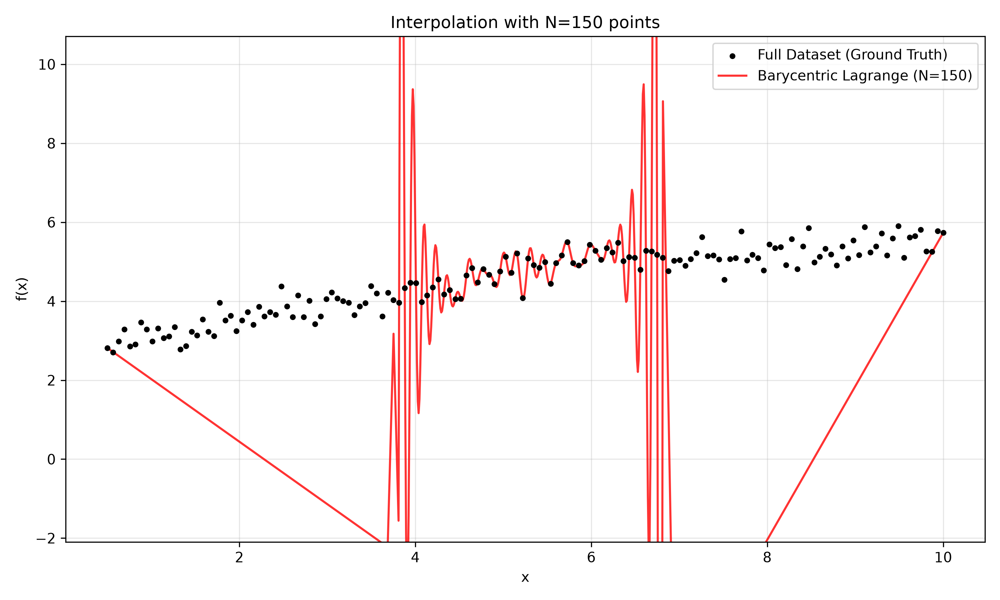 Interpolation with N=150 points
Full Dataset (Ground Truth)
Barycentric Lagrange (N=150)
10
8
6
4
2
0
−2
f(x)
2
4
6
8
10
x